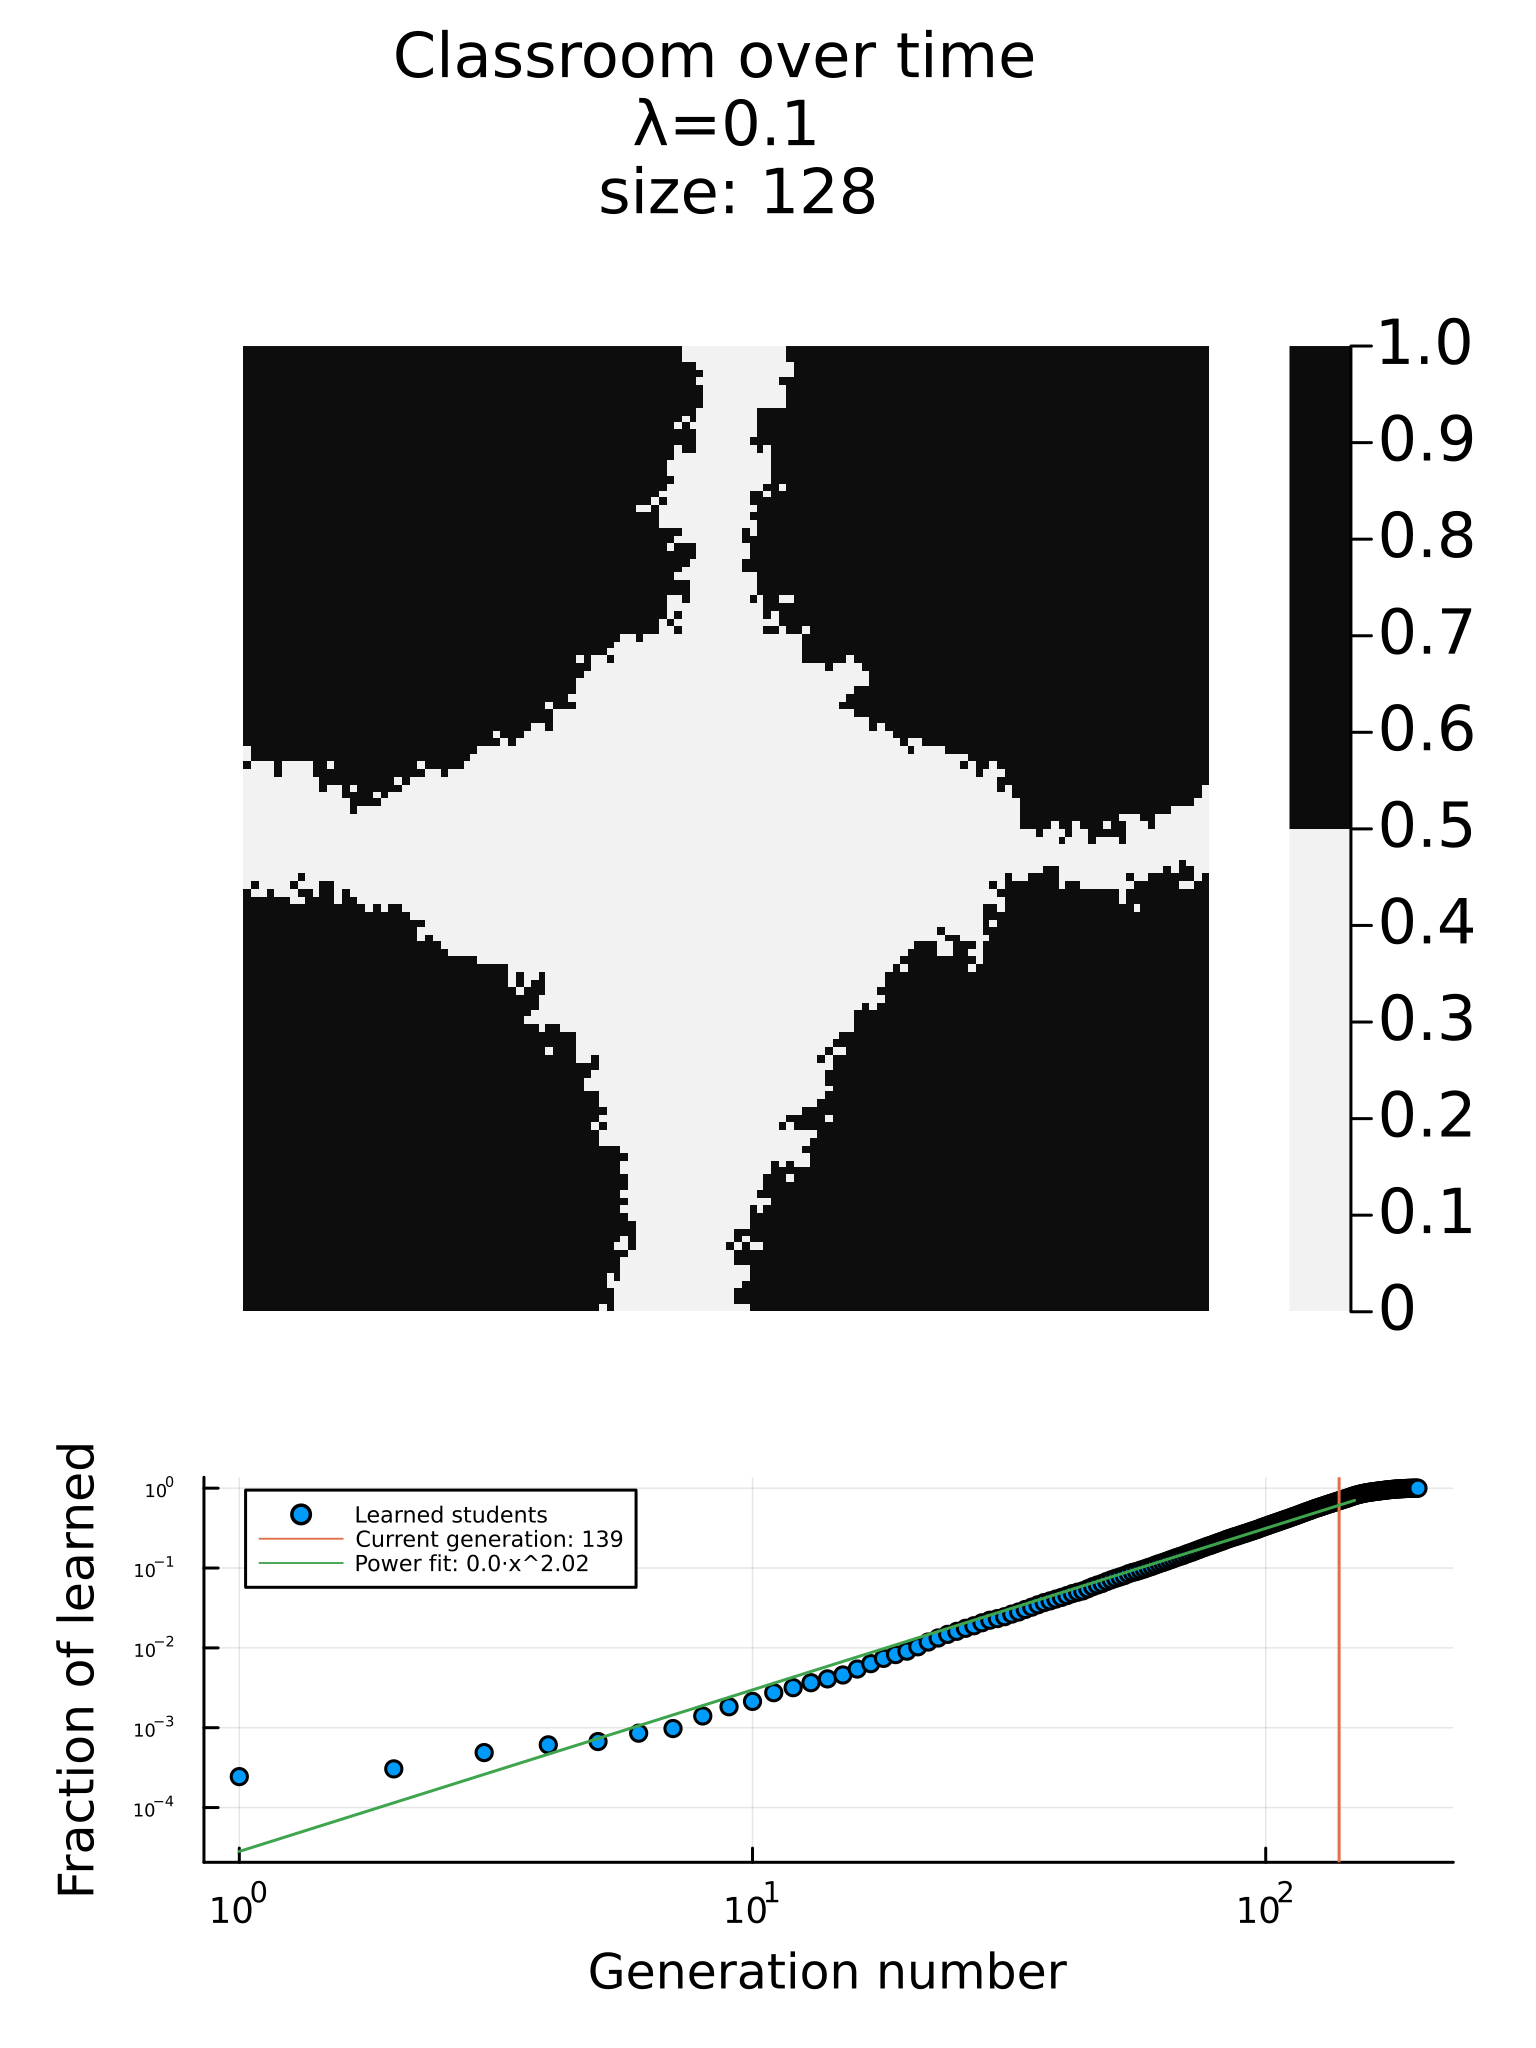 Classroom over time
λ=0.1
size: 128
1.0
0.9
0.8
0.7
0.6
0.5
0.4
0.3
0.2
0.1
0
Fraction of learned
10⁰
10⁻¹
10⁻²
10⁻³
10⁻⁴
Learned students
Current generation: 139
Power fit: 0.0·x^2.02
10⁰ 10¹ 10²
Generation number